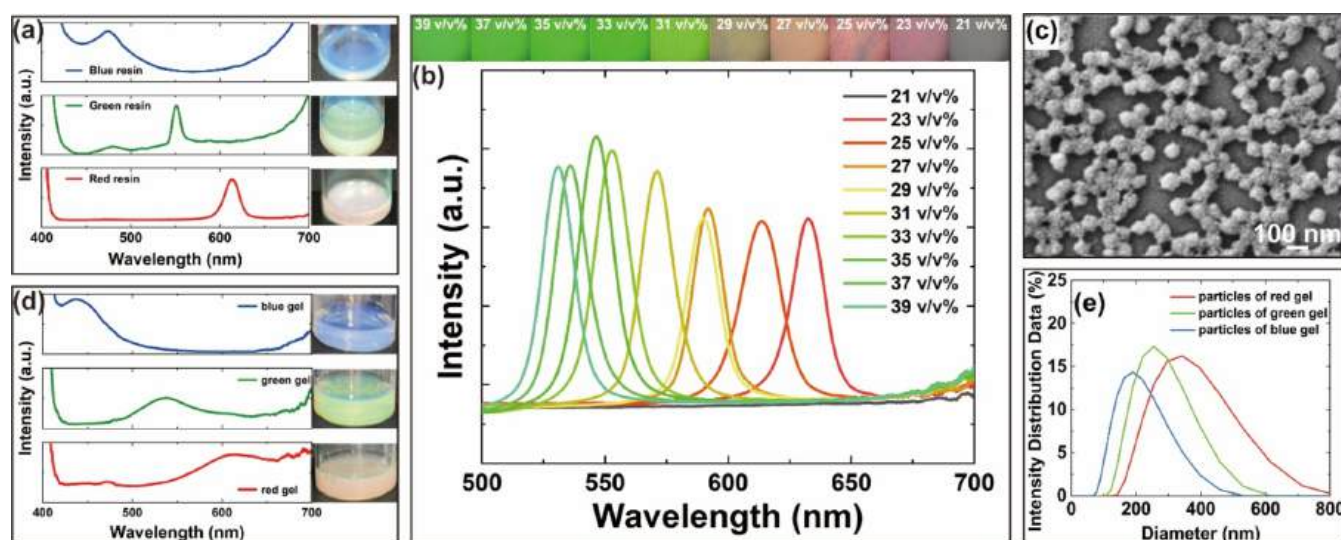 (a)
Intensity (a.u.)
Blue resin
Green resin
Red resin
400 500 600 700
Wavelength (nm)
39 v/v% 37 v/v% 35 v/v% 33 v/v% 31 v/v% 29 v/v% 27 v/v% 25 v/v% 23 v/v% 21 v/v%
(b)
Intensity (a.u.)
21 v/v%
23 v/v%
25 v/v%
27 v/v%
29 v/v%
31 v/v%
33 v/v%
35 v/v%
37 v/v%
39 v/v%
500 550 600 650 700
Wavelength (nm)
(c)
100 nm
(d)
Intensity (a.u.)
blue gel
green gel
red gel
400 500 600 700
Wavelength (nm)
(e)
Intensity Distribution Data (%)
25
20
15
10
5
0
particles of red gel
particles of green gel
particles of blue gel
0 200 400 600 800
Diameter (nm)